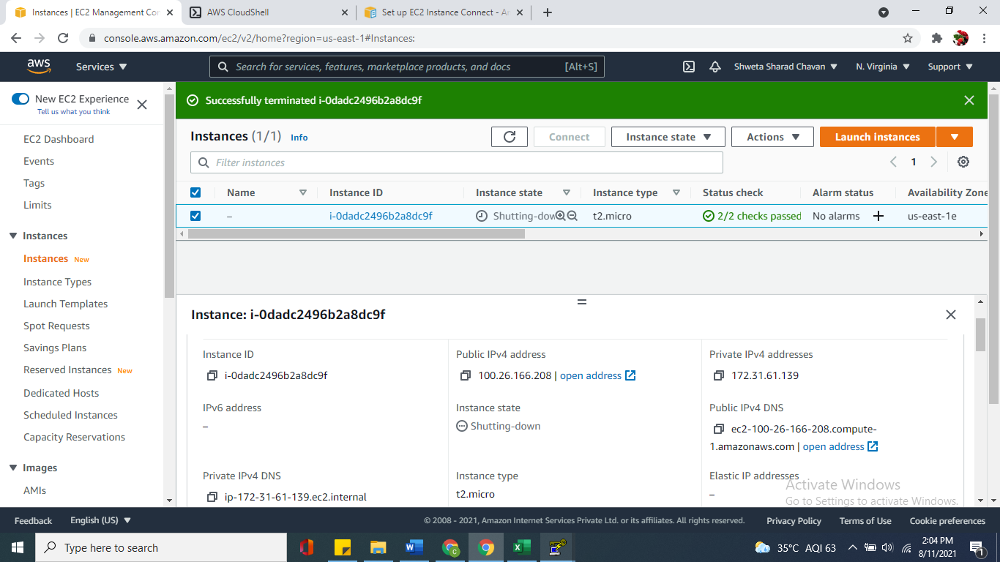 Instances | EC2 Management Con
AWS CloudShell
Set up EC2 Instance Connect - Am
console.aws.amazon.com/ec2/v2/home?region=us-east-1#Instances:
aws
Services
Search for services, features, marketplace products, and docs
[Alt+S]
Shweta Sharad Chavan
N. Virginia
Support
New EC2 Experience
Tell us what you think
EC2 Dashboard
Events
Tags
Limits
Instances
Instances New
Instance Types
Launch Templates
Spot Requests
Savings Plans
Reserved Instances New
Dedicated Hosts
Scheduled Instances
Capacity Reservations
Images
AMIs
Successfully terminated i-0dadc2496b2a8dc9f
Instances (1/1) Info
Connect
Instance state
Actions
Launch instances
Filter instances
1
Name Instance ID Instance state Instance type Status check Alarm status Availability Zone
– i-0dadc2496b2a8dc9f Shutting-dow t2.micro 2/2 checks passed No alarms us-east-1e
Instance: i-0dadc2496b2a8dc9f
Instance ID
i-0dadc2496b2a8dc9f
Public IPv4 address
100.26.166.208 | open address
Private IPv4 addresses
172.31.61.139
IPv6 address
–
Instance state
Shutting-down
Public IPv4 DNS
ec2-100-26-166-208.compute-
1.amazonaws.com | open address
Private IPv4 DNS
ip-172-31-61-139.ec2.internal
Instance type
t2.micro
Elastic IP addresses
–
Activate Windows
Go to Settings to activate Windows.
Feedback
English (US)
© 2008 - 2021, Amazon Internet Services Private Ltd. or its affiliates. All rights reserved.
Privacy Policy
Terms of Use
Cookie preferences
Type here to search
35°C AQI 63
2:04 PM
8/11/2021
1